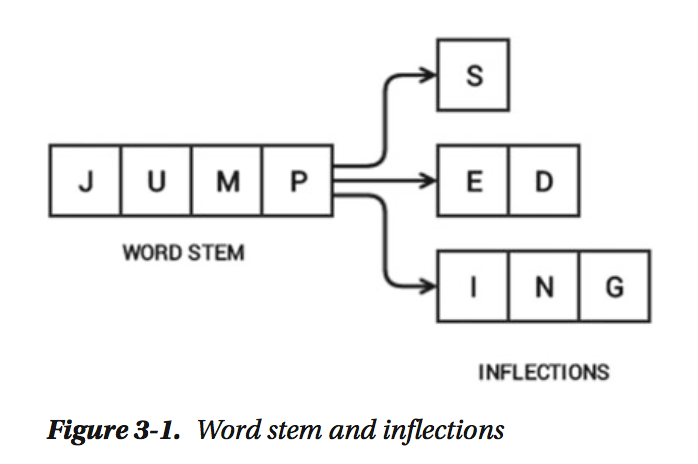 S
J U M P
E D
WORD STEM
I N G
INFLECTIONS
Figure 3-1. Word stem and inflections